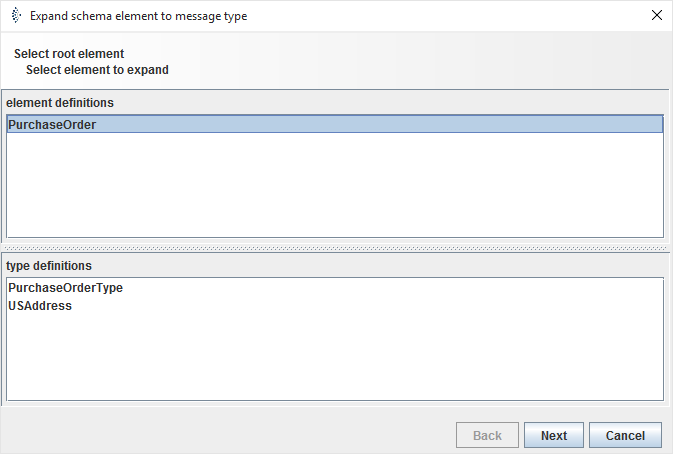 Expand schema element to message type
Select root element
Select element to expand
element definitions
PurchaseOrder
type definitions
PurchaseOrderType
USAddress
Back Next Cancel